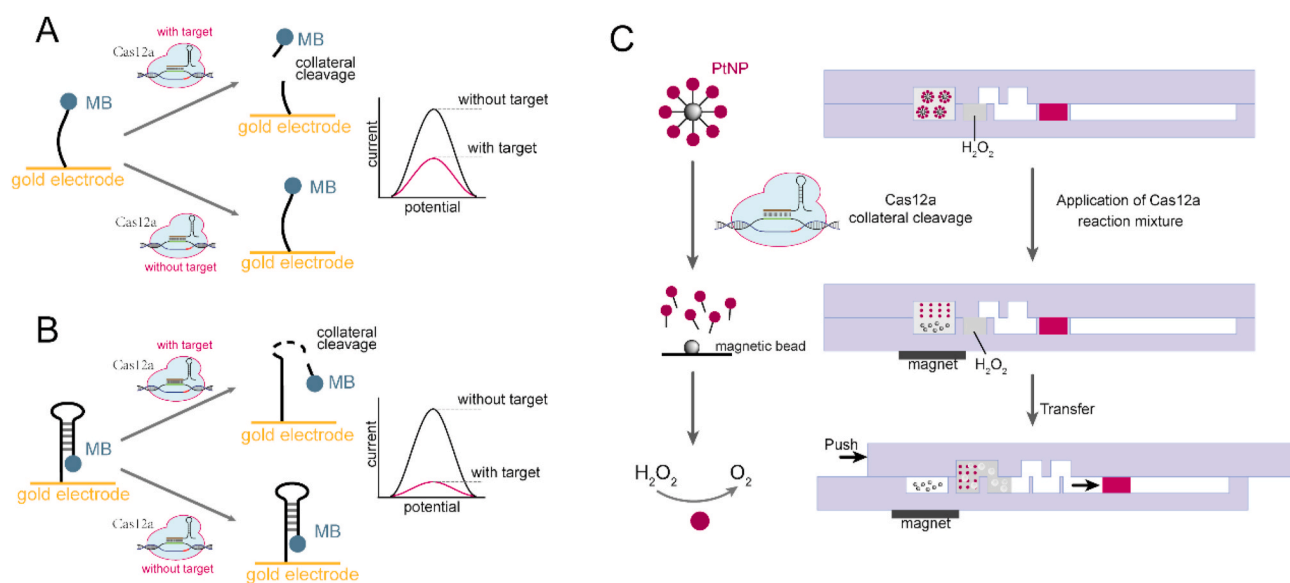 A
with target
Cas12a
MB
collateral
cleavage
MB
gold electrode
gold electrode
without target
with target
current
potential
Cas12a
without target
MB
gold electrode
B
with target
Cas12a
collateral
cleavage
MB
gold electrode
MB
gold electrode
without target
with target
current
potential
Cas12a
without target
MB
gold electrode
C
PtNP
H₂O₂
Cas12a
collateral cleavage
Application of Cas12a
reaction mixture
magnetic bead
magnet
H₂O₂
Transfer
Push
H₂O₂
O₂
magnet